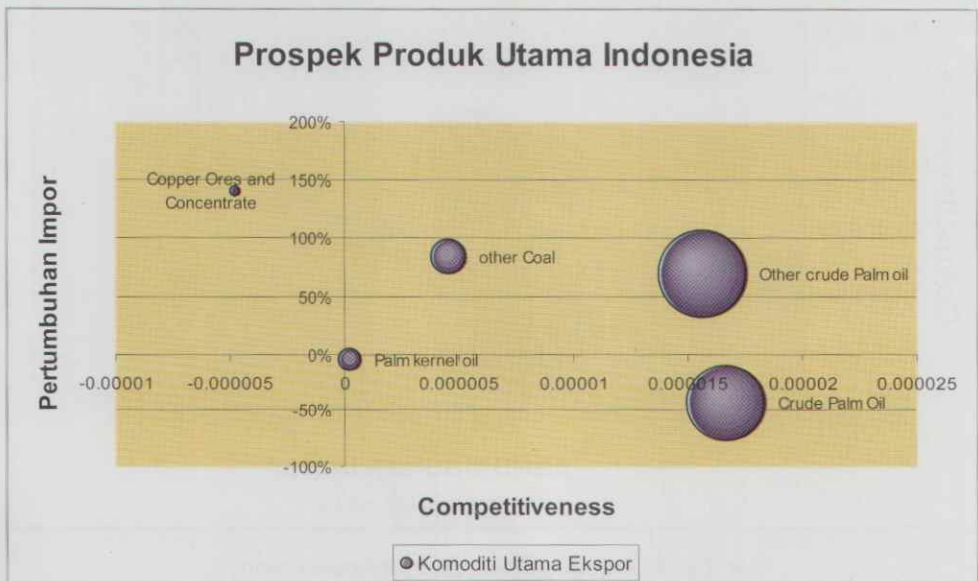 Prospek Produk Utama Indonesia
Pertumbuhan Impor
200%
150%
100%
50%
0%
-50%
-100%
Copper Ores and
Concentrate
other Coal
Other crude Palm oil
Palm kernel oil
Crude Palm Oil
-0.00001 -0.000005 0 0.000005 0.00001 0.000015 0.00002 0.000025
Competitiveness
Komoditi Utama Ekspor